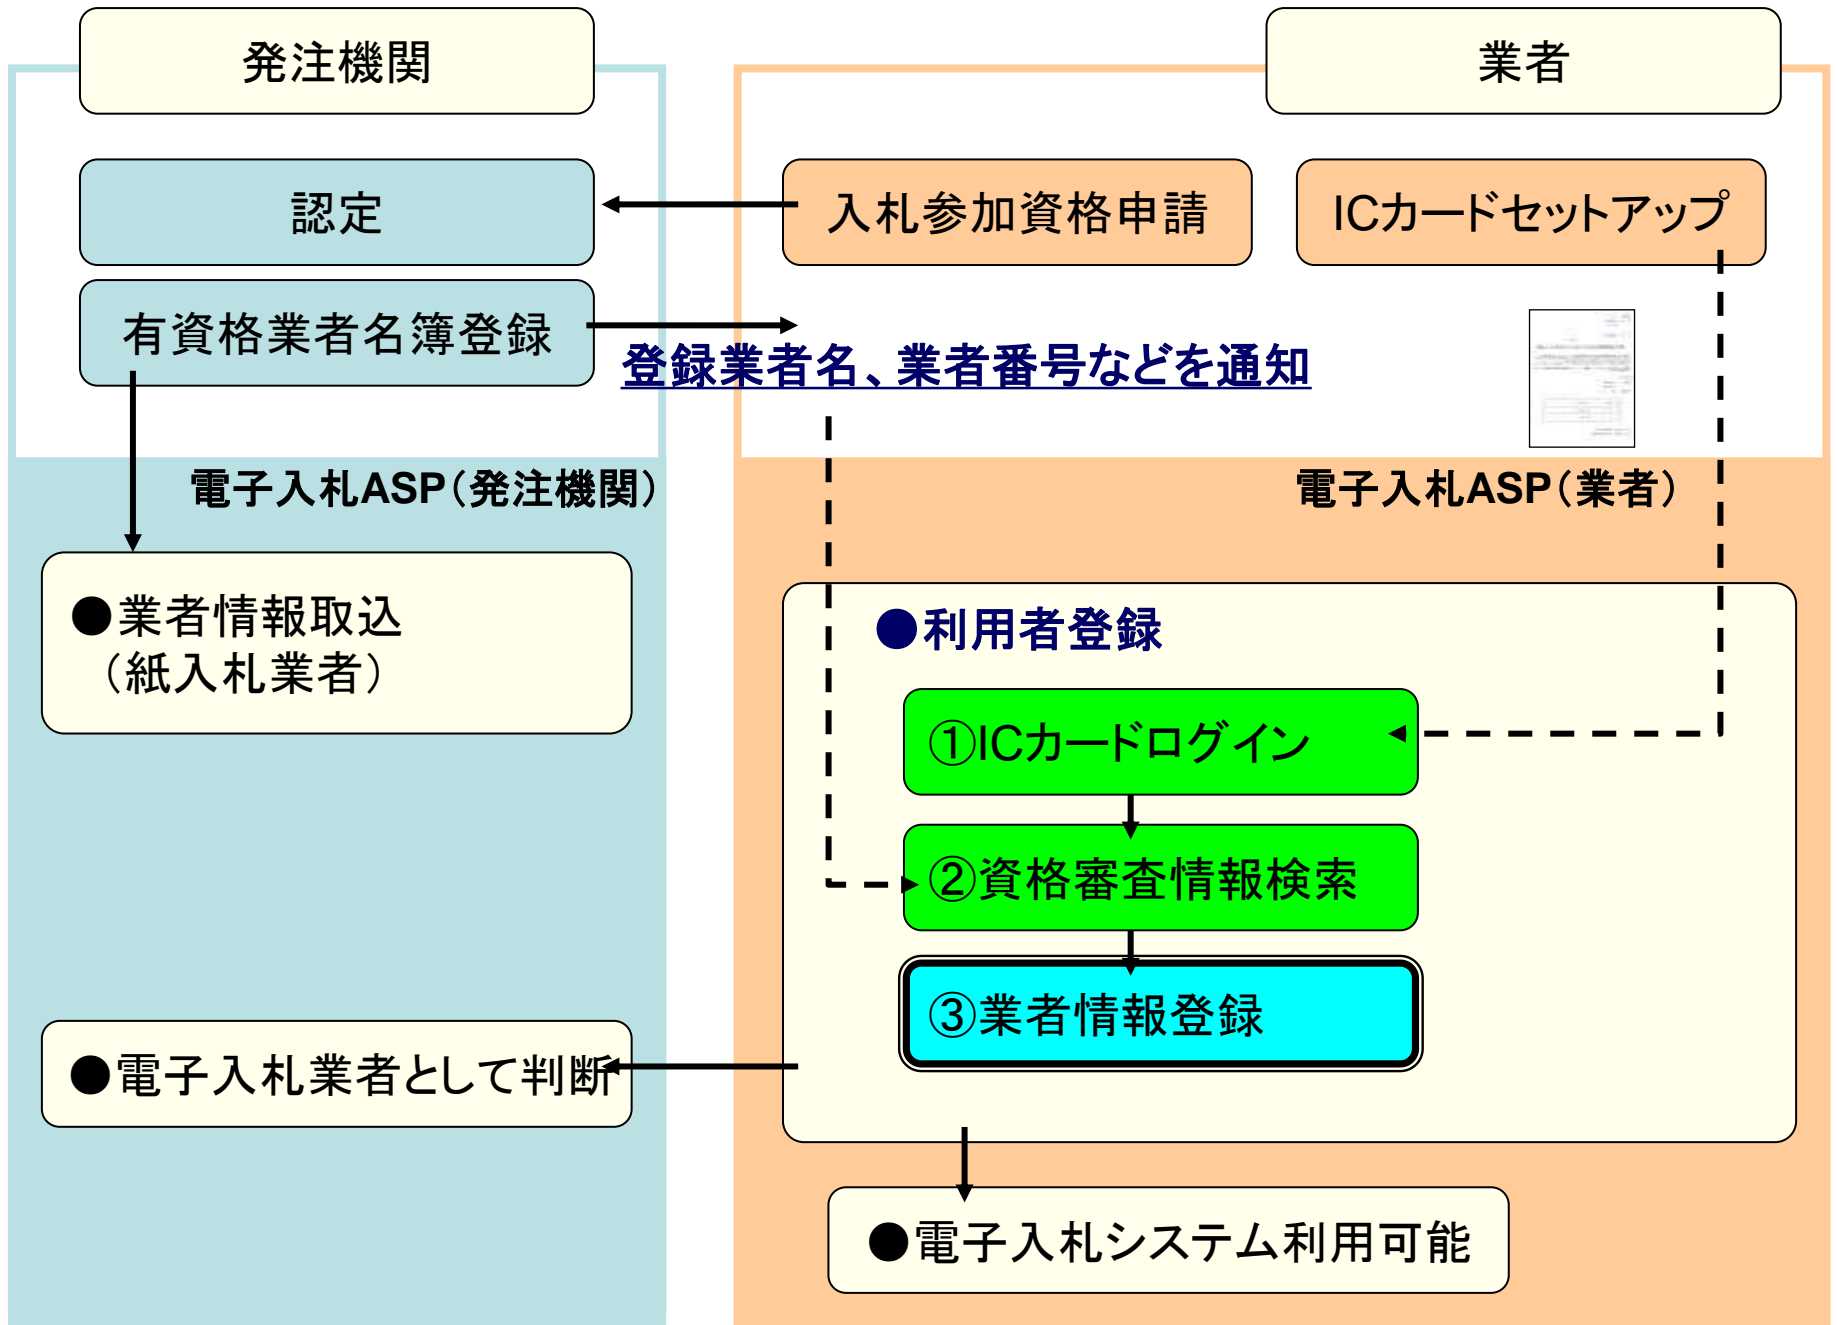 発注機関
業者
認定
入札参加資格申請
ICカードセットアップ
有資格業者名簿登録
登録業者名、業者番号などを通知
電子入札ASP(発注機関)
電子入札ASP(業者)
●業者情報取込
(紙入札業者)
●利用者登録
①ICカードログイン
②資格審査情報検索
③業者情報登録
●電子入札業者として判断
●電子入札システム利用可能